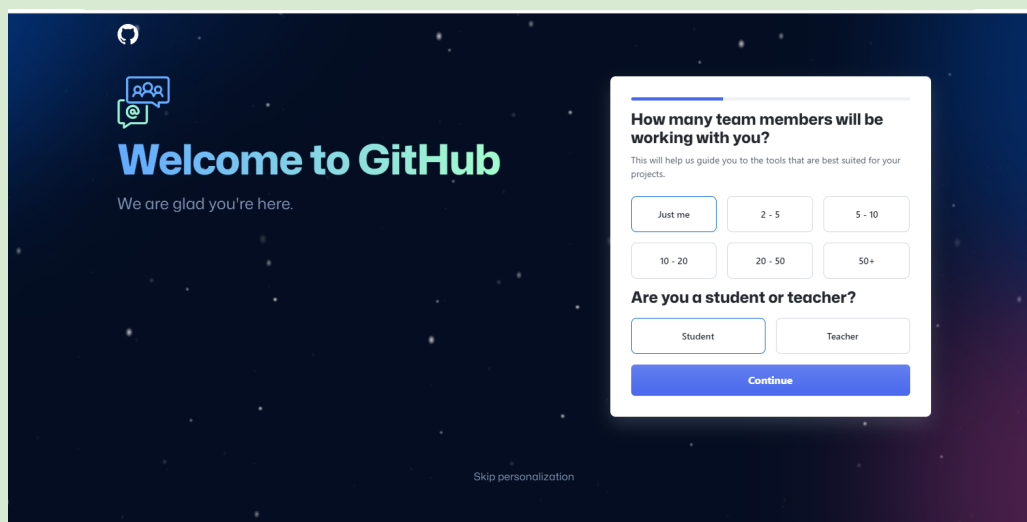 @
Welcome to GitHub
We are glad you're here.
How many team members will be
working with you?
This will help us guide you to the tools that are best suited for your
projects.
Just me
2 - 5
5 - 10
10 - 20
20 - 50
50+
Are you a student or teacher?
Student
Teacher
Continue
Skip personalization